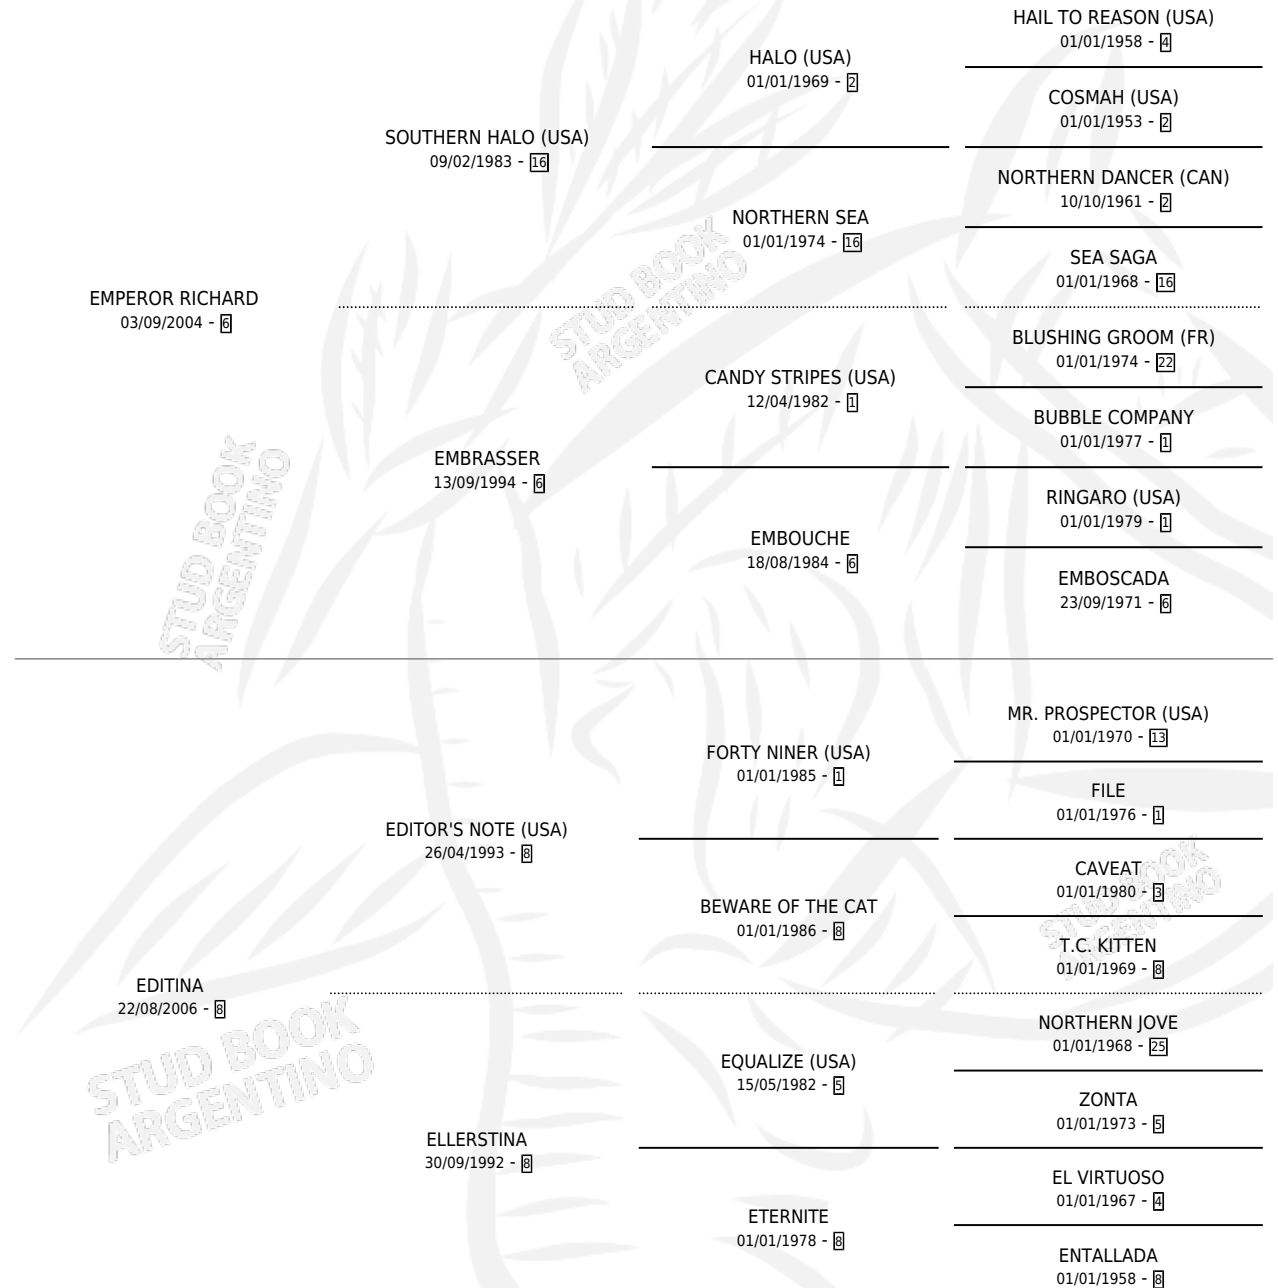 HAIL TO REASON (USA)
01/01/1958 - 4
HALO (USA)
01/01/1969 - 2
COSMAH (USA)
01/01/1953 - 2
SOUTHERN HALO (USA)
09/02/1983 - 16
NORTHERN DANCER (CAN)
10/10/1961 - 2
NORTHERN SEA
01/01/1974 - 16
SEA SAGA
01/01/1968 - 16
EMPEROR RICHARD
03/09/2004 - 6
STUD BOOK
ARGENTINO
BLUSHING GROOM (FR)
01/01/1974 - 22
CANDY STRIPES (USA)
12/04/1982 - 1
BUBBLE COMPANY
01/01/1977 - 1
EMBRASSER
13/09/1994 - 6
RINGARO (USA)
01/01/1979 - 1
EMBOUCHE
18/08/1984 - 6
EMBOSCADA
23/09/1971 - 6
STUD BOOK
ARGENTINO
MR. PROSPECTOR (USA)
01/01/1970 - 13
FORTY NINER (USA)
01/01/1985 - 1
FILE
01/01/1976 - 1
EDITOR'S NOTE (USA)
26/04/1993 - 8
CAVEAT
01/01/1980 - 3
BEWARE OF THE CAT
01/01/1986 - 8
STUD BOOK
ARGENTINO
T.C. KITTEN
01/01/1969 - 8
EDITINA
22/08/2006 - 8
NORTHERN JOVE
01/01/1968 - 25
EQUALIZE (USA)
15/05/1982 - 5
STUD BOOK
ARGENTINO
ZONTA
01/01/1973 - 5
ELLERSTINA
30/09/1992 - 8
EL VIRTUOSO
01/01/1967 - 4
ETERNITE
01/01/1978 - 8
ENTALLADA
01/01/1958 - 8